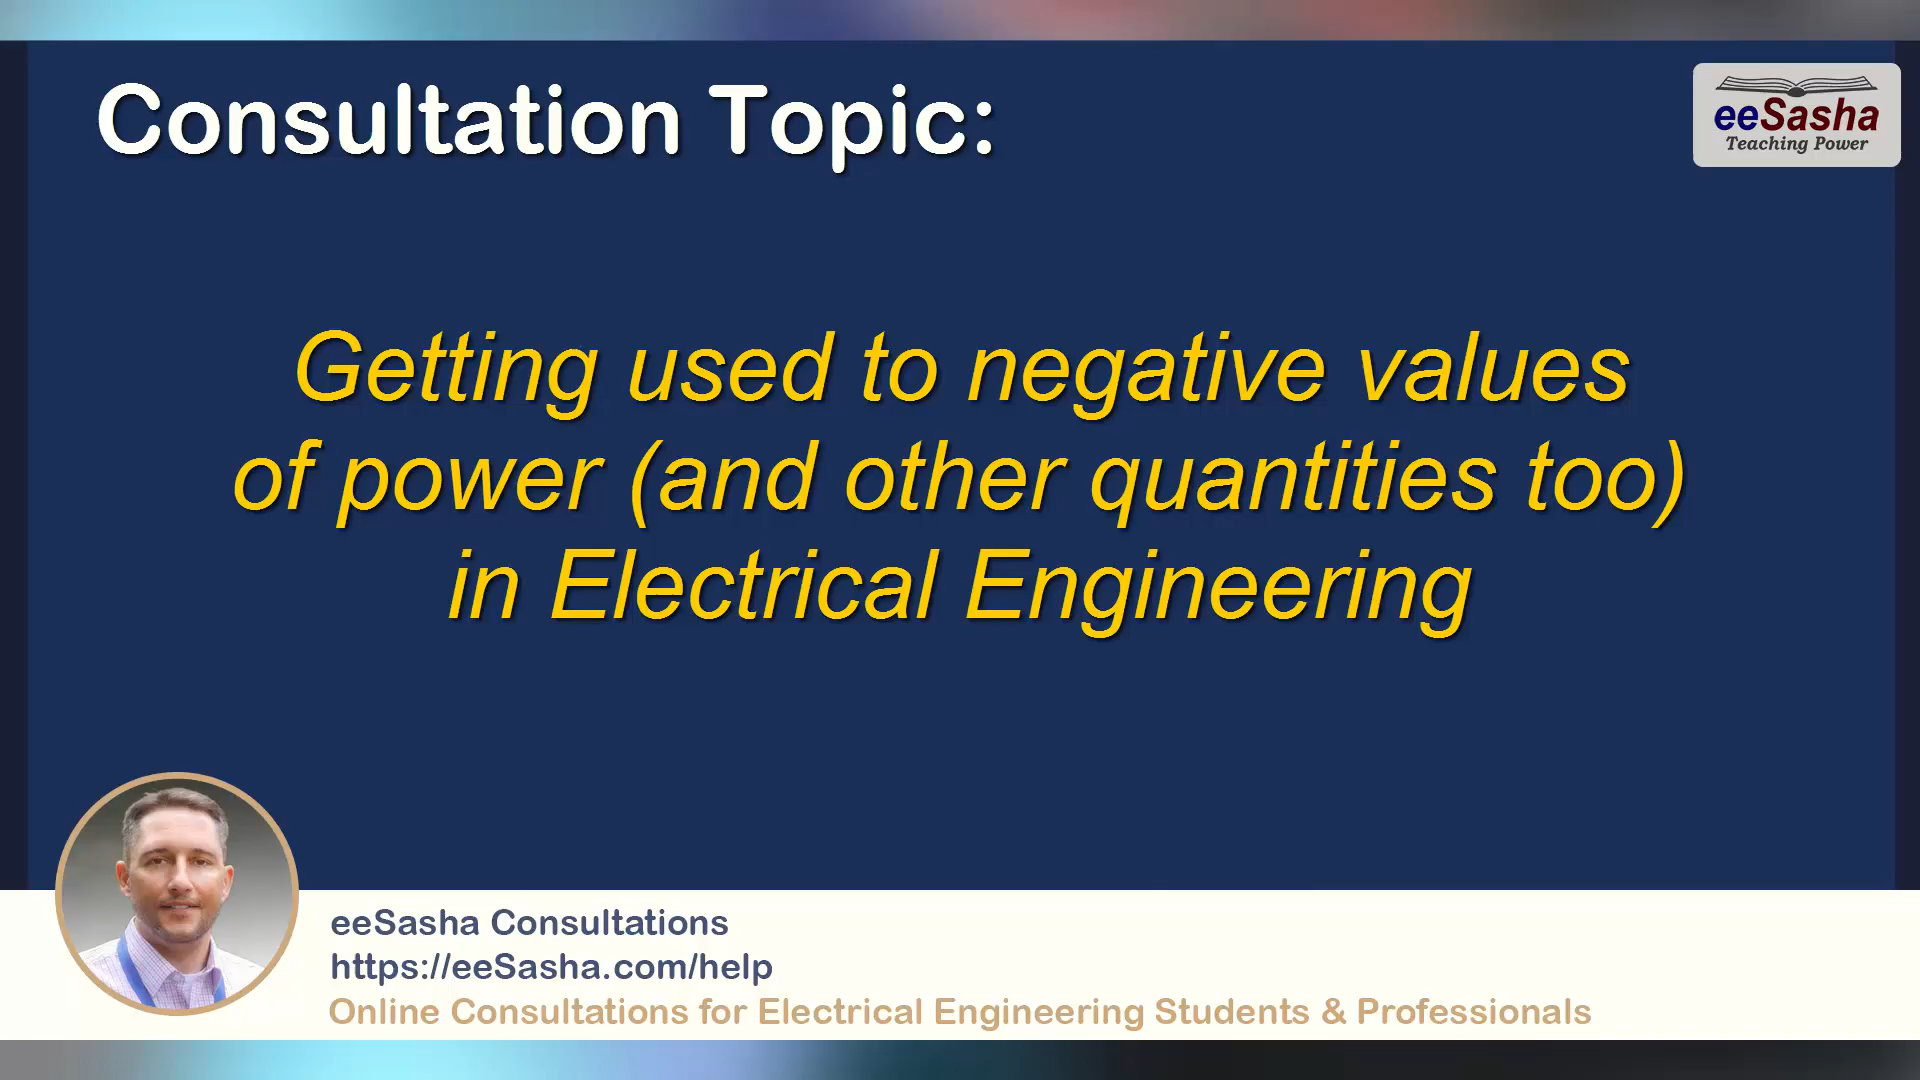 Consultation Topic:
eeSasha
Teaching Power
Getting used to negative values
of power (and other quantities too)
in Electrical Engineering
eeSasha Consultations
https://eeSasha.com/help
Online Consultations for Electrical Engineering Students & Professionals